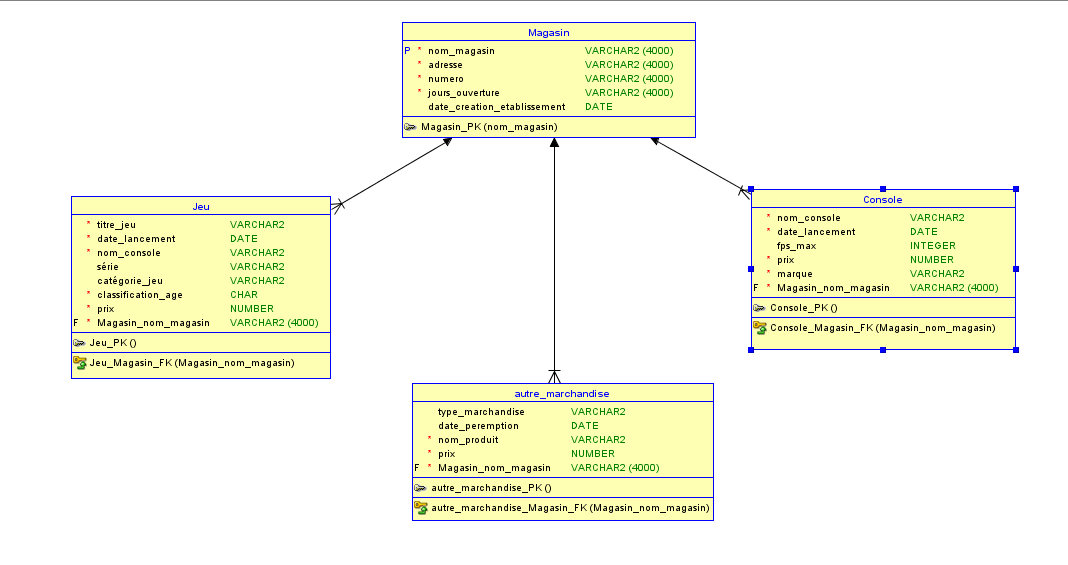 Magasin
P * nom_magasin VARCHAR2 (4000)
* adresse VARCHAR2 (4000)
* numero VARCHAR2 (4000)
* jours_ouverture VARCHAR2 (4000)
date_creation_etablissement DATE
Magasin_PK (nom_magasin)
Jeu
* titre_jeu VARCHAR2
* date_lancement DATE
* nom_console VARCHAR2
série VARCHAR2
catégorie_jeu VARCHAR2
* classification_age CHAR
* prix NUMBER
F * Magasin_nom_magasin VARCHAR2 (4000)
Jeu_PK ()
Jeu_Magasin_FK (Magasin_nom_magasin)
Console
* nom_console VARCHAR2
* date_lancement DATE
fps_max INTEGER
* prix NUMBER
* marque VARCHAR2
F * Magasin_nom_magasin VARCHAR2 (4000)
Console_PK ()
Console_Magasin_FK (Magasin_nom_magasin)
autre_marchandise
type_marchandise VARCHAR2
date_peremption DATE
* nom_produit VARCHAR2
* prix NUMBER
F * Magasin_nom_magasin VARCHAR2 (4000)
autre_marchandise_PK ()
autre_marchandise_Magasin_FK (Magasin_nom_magasin)